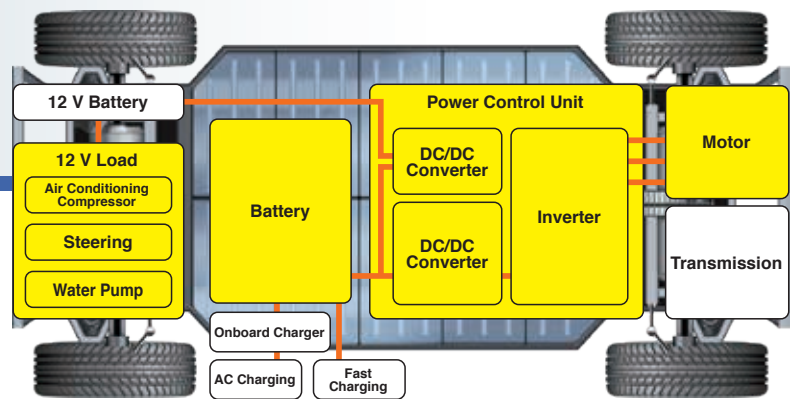 12 V Battery
12 V Load
Air Conditioning
Compressor
Steering
Water Pump
Battery
Onboard Charger
AC Charging
Fast
Charging
Power Control Unit
DC/DC
Converter
DC/DC
Converter
Inverter
Motor
Transmission